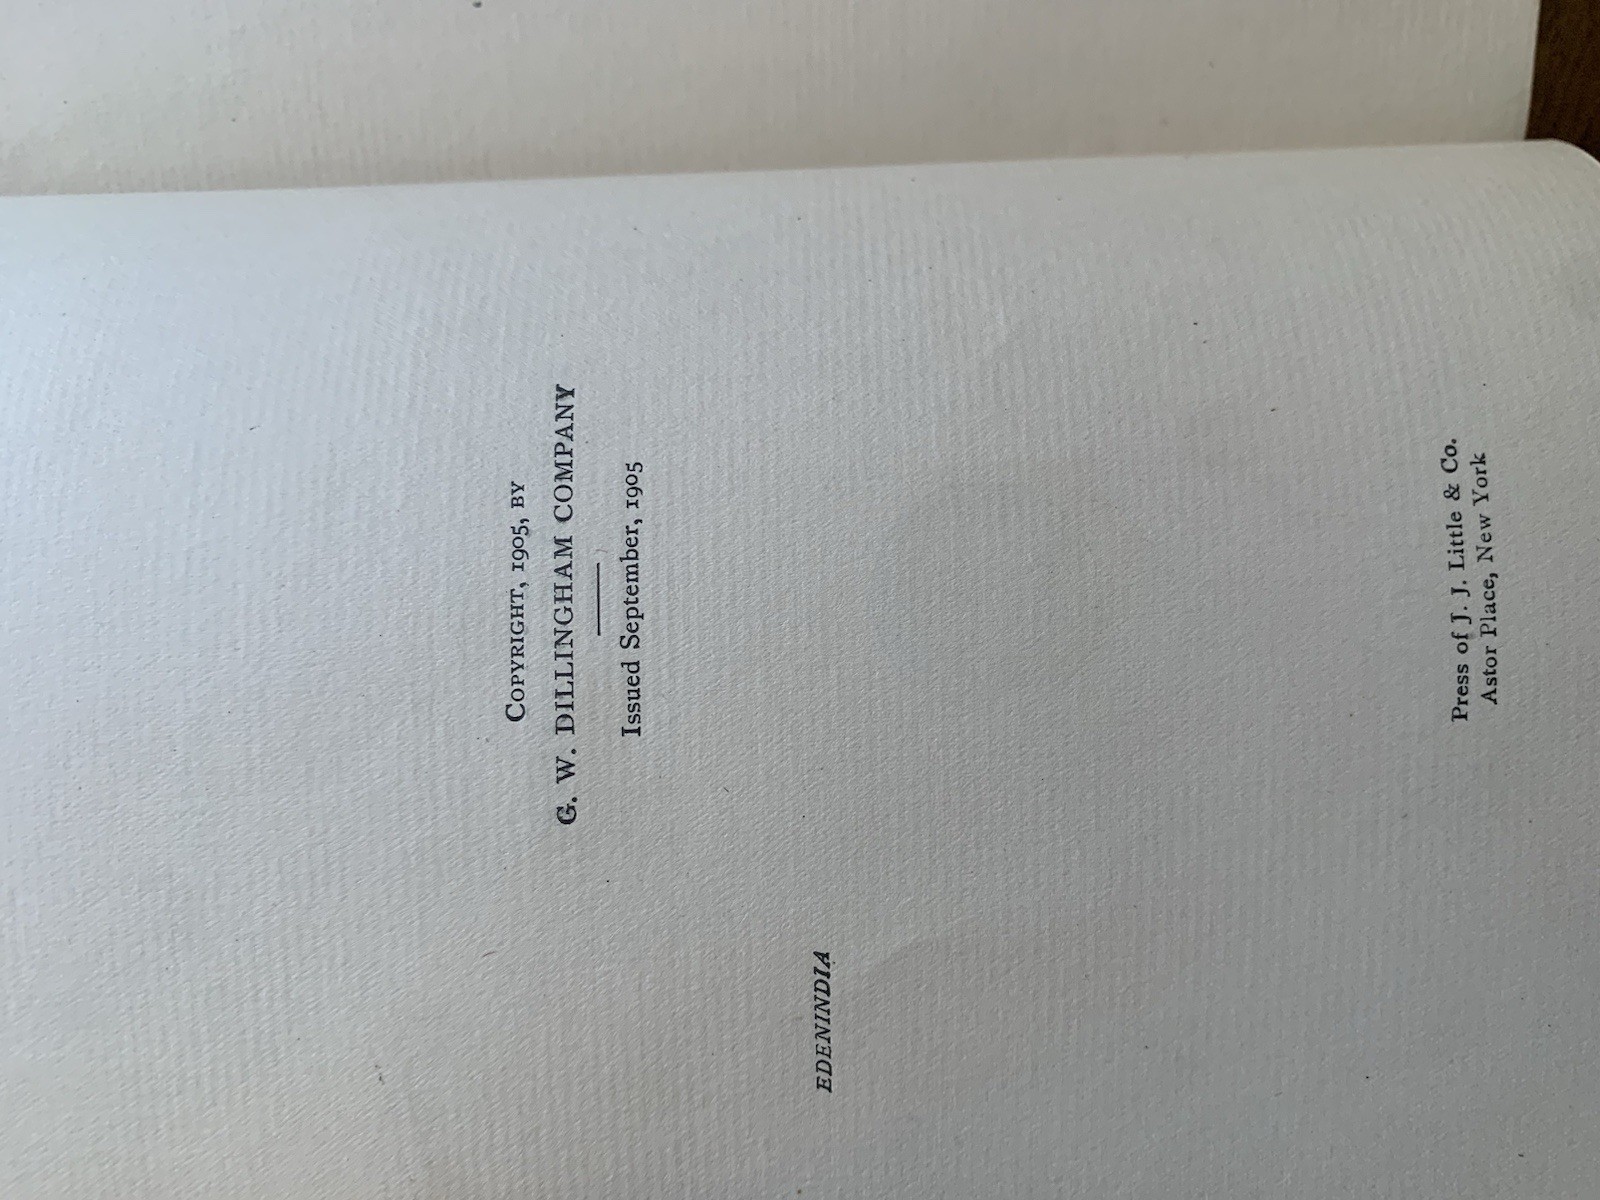 COPYRIGHT, 1905, BY
G. W. DILLINGHAM COMPANY
Issued September, 1905
EDENINDIA
Press of J. J. Little & Co.
Astor Place, New York